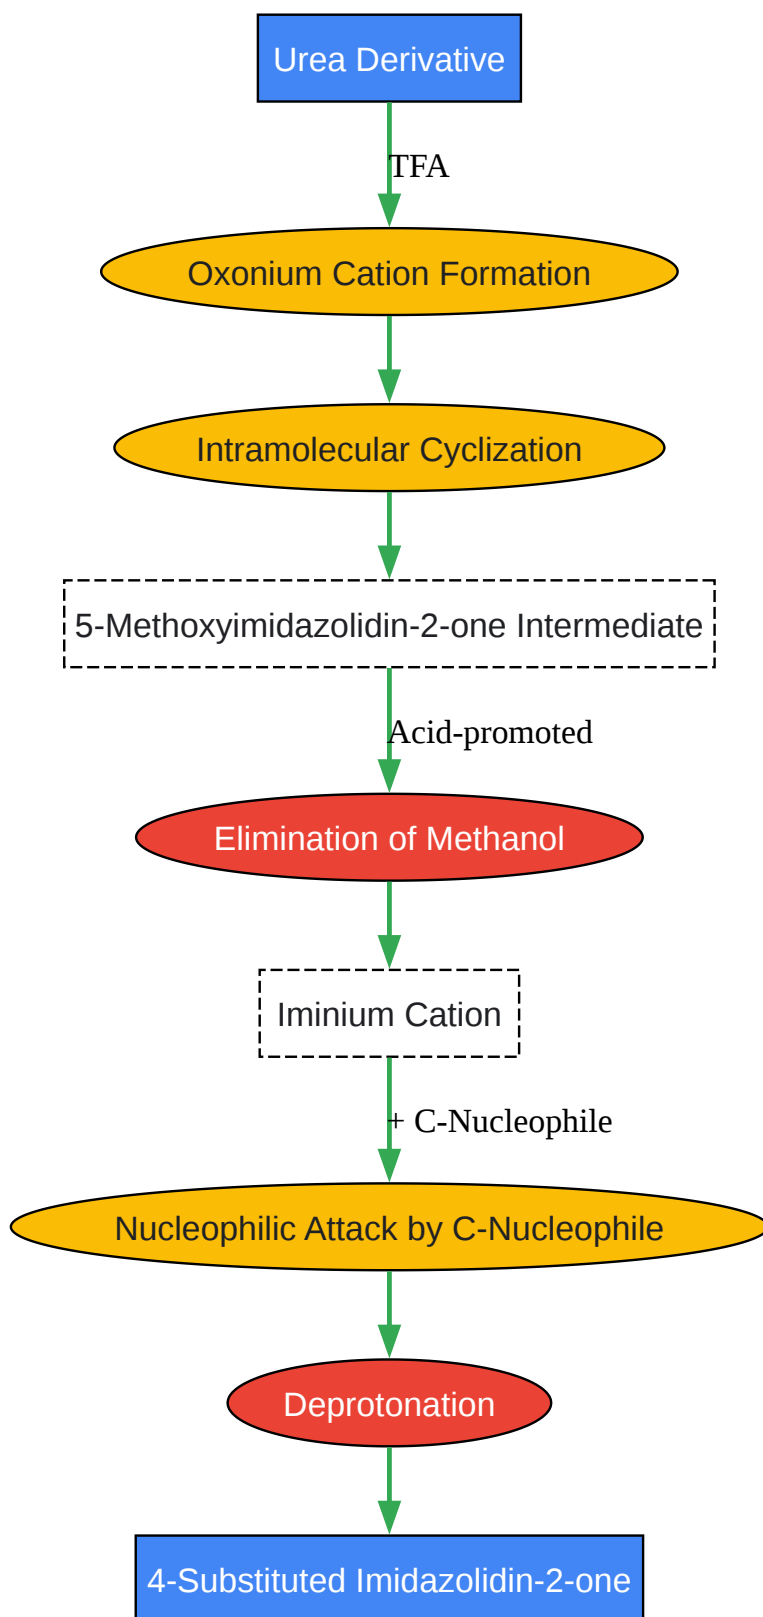 Urea Derivative
TFA
Oxonium Cation Formation
Intramolecular Cyclization
5-Methoxyimidazolidin-2-one Intermediate
Acid-promoted
Elimination of Methanol
Iminium Cation
+ C-Nucleophile
Nucleophilic Attack by C-Nucleophile
Deprotonation
4-Substituted Imidazolidin-2-one